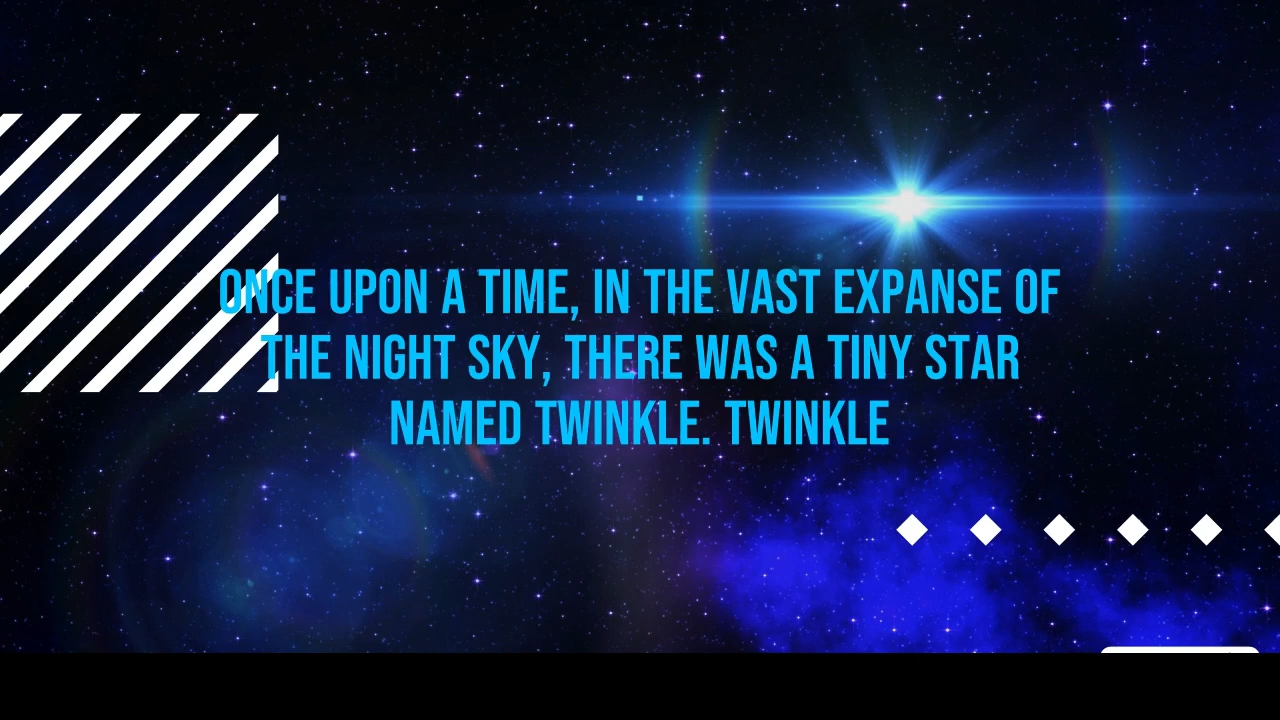 ONCE UPON A TIME, IN THE VAST EXPANSE OF
THE NIGHT SKY, THERE WAS A TINY STAR
NAMED TWINKLE. TWINKLE